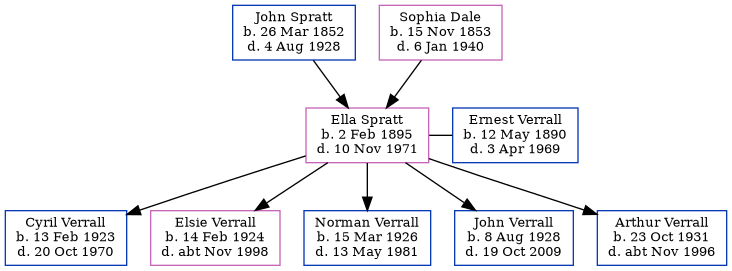 John Spratt
b. 26 Mar 1852
d. 4 Aug 1928
Sophia Dale
b. 15 Nov 1853
d. 6 Jan 1940
Ella Spratt
b. 2 Feb 1895
d. 10 Nov 1971
Ernest Verrall
b. 12 May 1890
d. 3 Apr 1969
Cyril Verrall
b. 13 Feb 1923
d. 20 Oct 1970
Elsie Verrall
b. 14 Feb 1924
d. abt Nov 1998
Norman Verrall
b. 15 Mar 1926
d. 13 May 1981
John Verrall
b. 8 Aug 1928
d. 19 Oct 2009
Arthur Verrall
b. 23 Oct 1931
d. abt Nov 1996